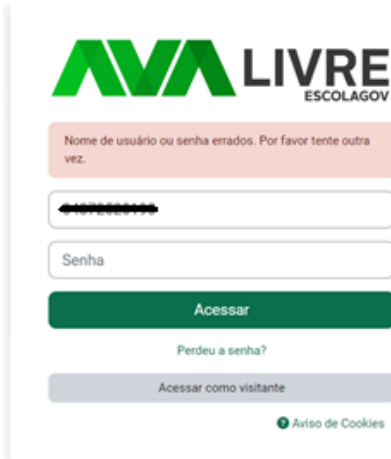 AVA LIVRE
ESCOLAGOV
Nome de usuário ou senha errados. Por favor tente outra
vez.
Senha
Acessar
Perdeu a senha?
Acessar como visitante
Aviso de Cookies